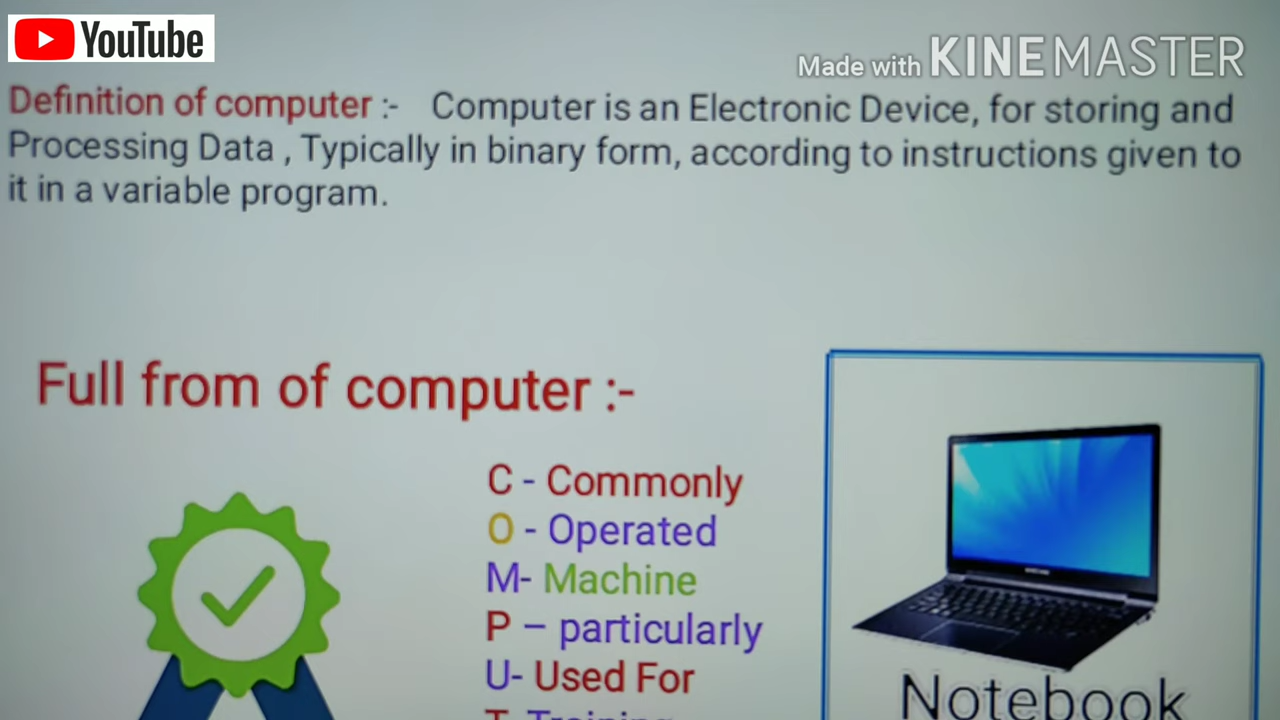 YouTube
Made with KINEMASTER
Definition of computer :- Computer is an Electronic Device, for storing and
Processing Data , Typically in binary form, according to instructions given to
it in a variable program.
Full from of computer :-
C - Commonly
O - Operated
M- Machine
P – particularly
U- Used For
T- Training
Notebook